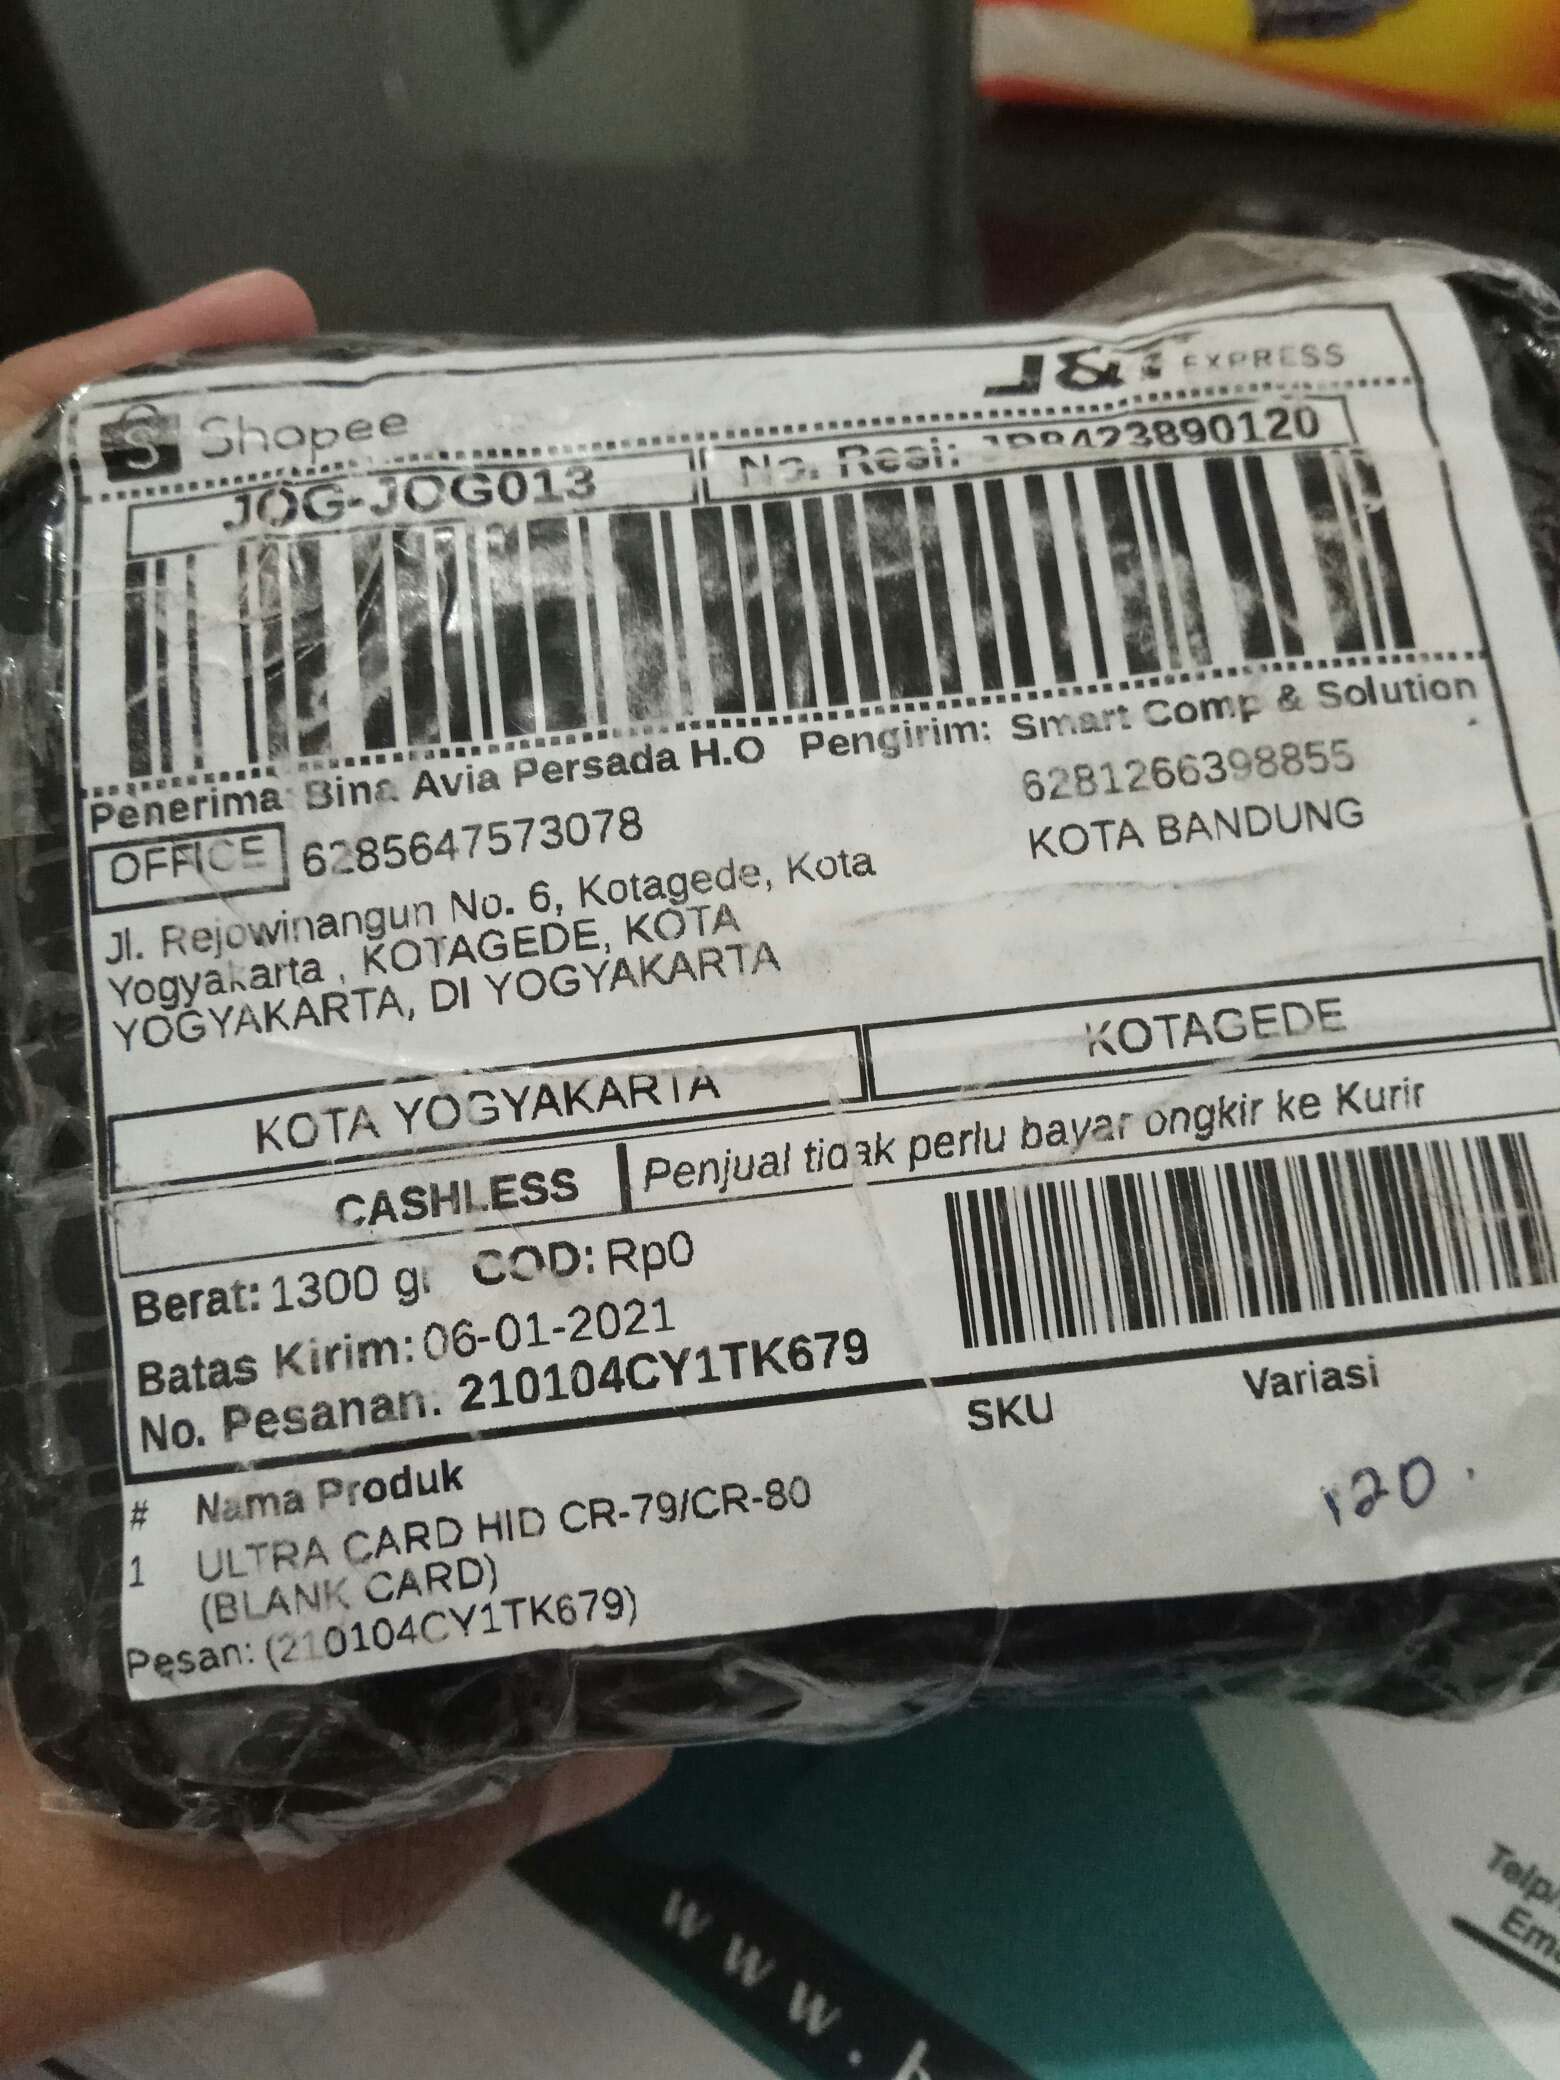 Shopee
J&T EXPRESS
JOG-JOG013
No. Resi: JP8423890120
Penerima: Bina Avia Persada H.O
Pengirim: Smart Comp & Solution
OFFICE 6285647573078
6281266398855
KOTA BANDUNG
Jl. Rejowinangun No. 6, Kotagede, Kota
Yogyakarta , KOTAGEDE, KOTA
YOGYAKARTA, DI YOGYAKARTA
KOTA YOGYAKARTA
KOTAGEDE
CASHLESS
Penjual tidak perlu bayar ongkir ke Kurir
Berat: 1300 gr COD: Rp0
Batas Kirim: 06-01-2021
No. Pesanan: 210104CY1TK679
# Nama Produk SKU Variasi
1 ULTRA CARD HID CR-79/CR-80
(BLANK CARD)
120
Pesan: (210104CY1TK679)
www.